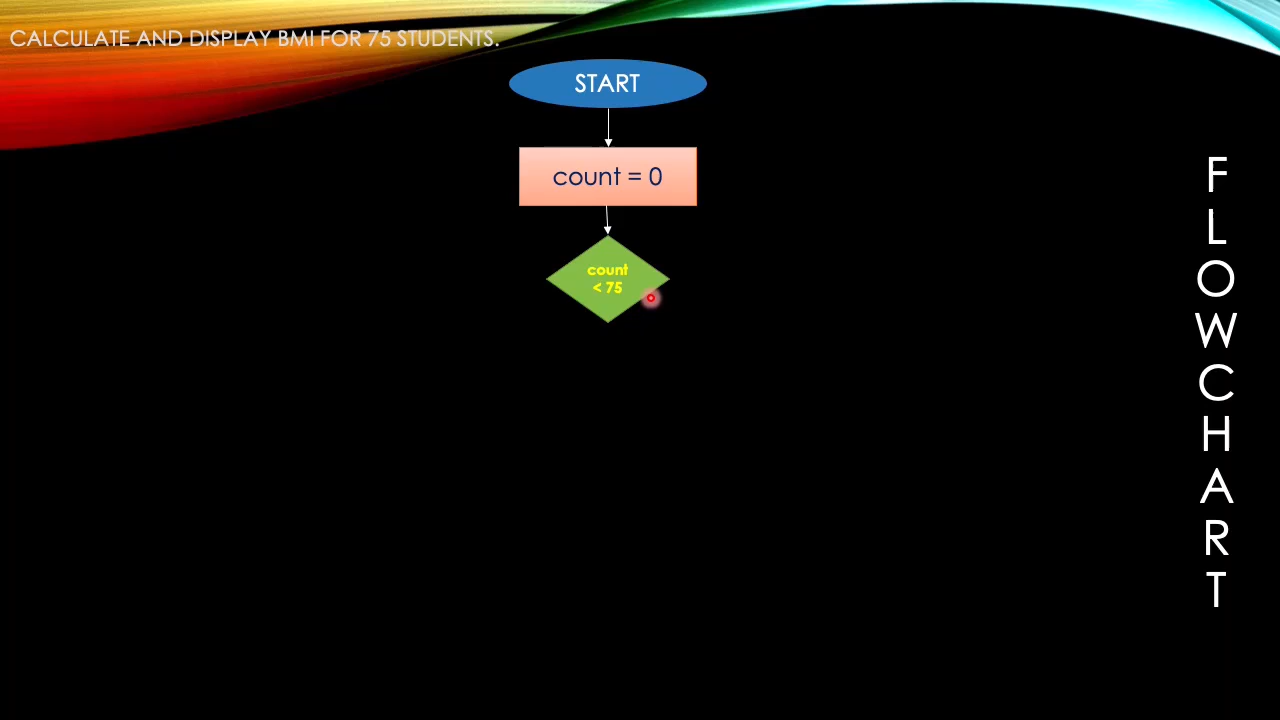 CALCULATE AND DISPLAY BMI FOR 75 STUDENTS.
START
count = 0
count
< 75
F
L
O
W
C
H
A
R
T